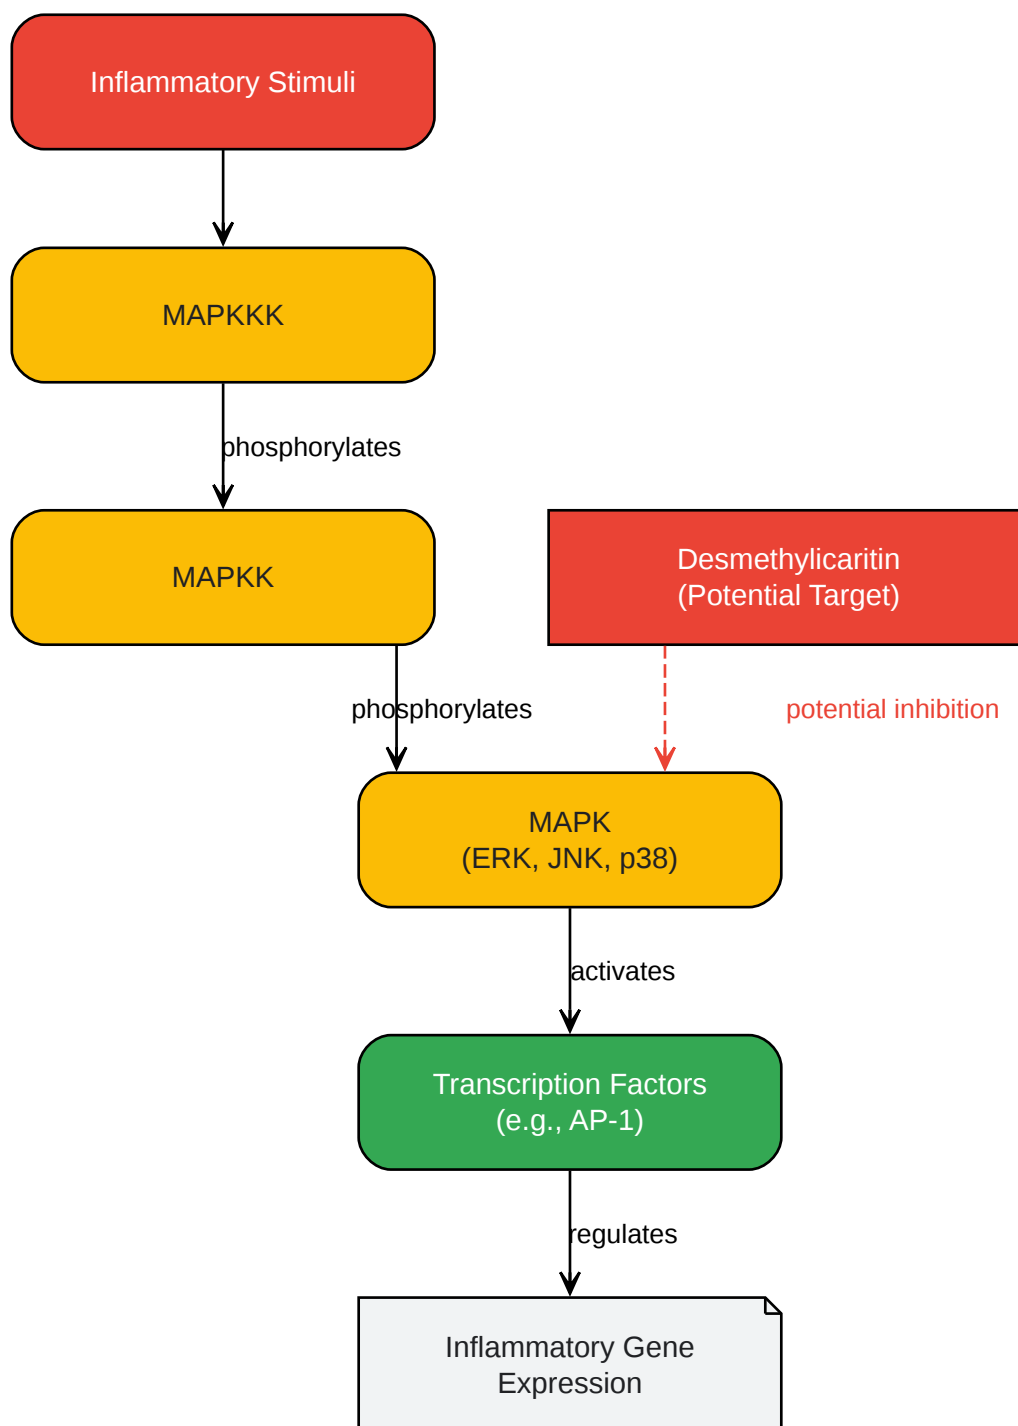 Inflammatory Stimuli
MAPKKK
phosphorylates
MAPKK
Desmethylicaritin
(Potential Target)
phosphorylates
potential inhibition
MAPK
(ERK, JNK, p38)
activates
Transcription Factors
(e.g., AP-1)
regulates
Inflammatory Gene
Expression